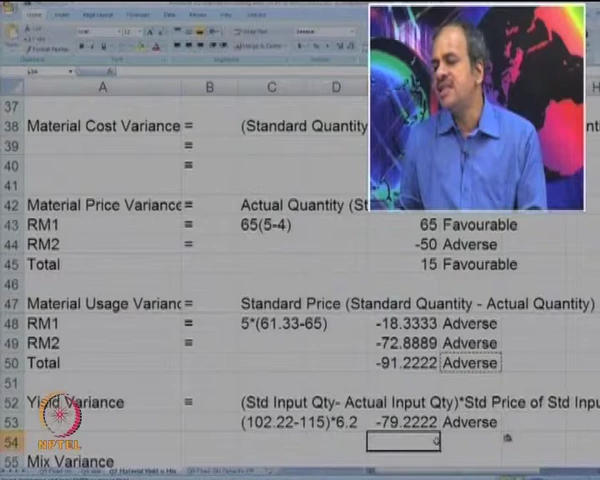 A B C D H
37
38 Material Cost Variance = (Standard Quantity
39 =
40 =
41
42 Material Price Variance = Actual Quantity (St
43 RM1 = 65(5-4) 65 Favourable
44 RM2 = -50 Adverse
45 Total 15 Favourable
46
47 Material Usage Varianc = Standard Price (Standard Quantity - Actual Quantity)
48 RM1 = 5*(61.33-65) -18.3333 Adverse
49 RM2 = -72.8889 Adverse
50 Total -91.2222 Adverse
51
52 Yield Variance = (Std Input Qty- Actual Input Qty)*Std Price of Std Inpu
53 (102.22-115)*6.2 -79.2222 Adverse
54
55 Mix Variance
NPTEL